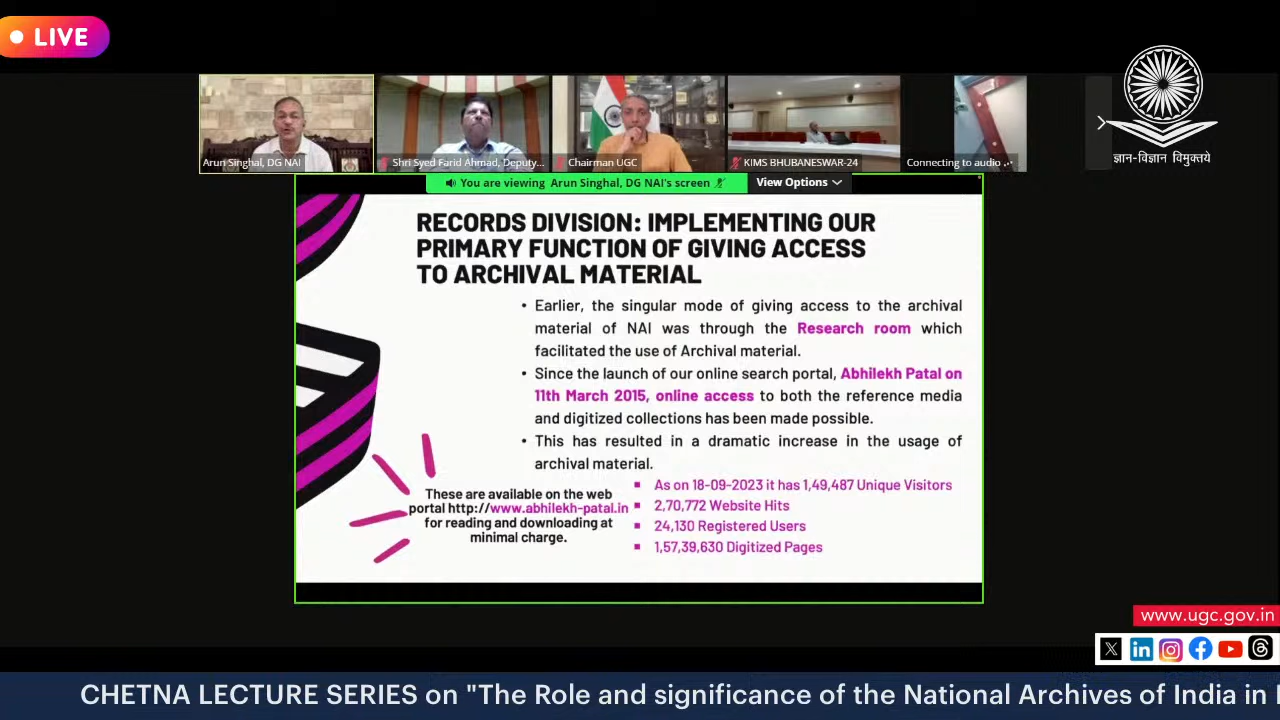 LIVE
Arun Singhal, DG NAI
Shri Syed Farid Ahmad, Deputy...
Chairman UGC
KIMS BHUBANESWAR-24
Connecting to audio ...
ज्ञान-विज्ञान विमुक्तये
You are viewing Arun Singhal, DG NAI's screen
View Options
RECORDS DIVISION: IMPLEMENTING OUR
PRIMARY FUNCTION OF GIVING ACCESS
TO ARCHIVAL MATERIAL
• Earlier, the singular mode of giving access to the archival
material of NAI was through the Research room which
facilitated the use of Archival material.
• Since the launch of our online search portal, Abhilekh Patal on
11th March 2015, online access to both the reference media
and digitized collections has been made possible.
• This has resulted in a dramatic increase in the usage of
archival material.
These are available on the web
portal http://www.abhilekh-patal.in
for reading and downloading at
minimal charge.
▪ As on 18-09-2023 it has 1,49,487 Unique Visitors
▪ 2,70,772 Website Hits
▪ 24,130 Registered Users
▪ 1,57,39,630 Digitized Pages
www.ugc.gov.in
CHETNA LECTURE SERIES on "The Role and significance of the National Archives of India in